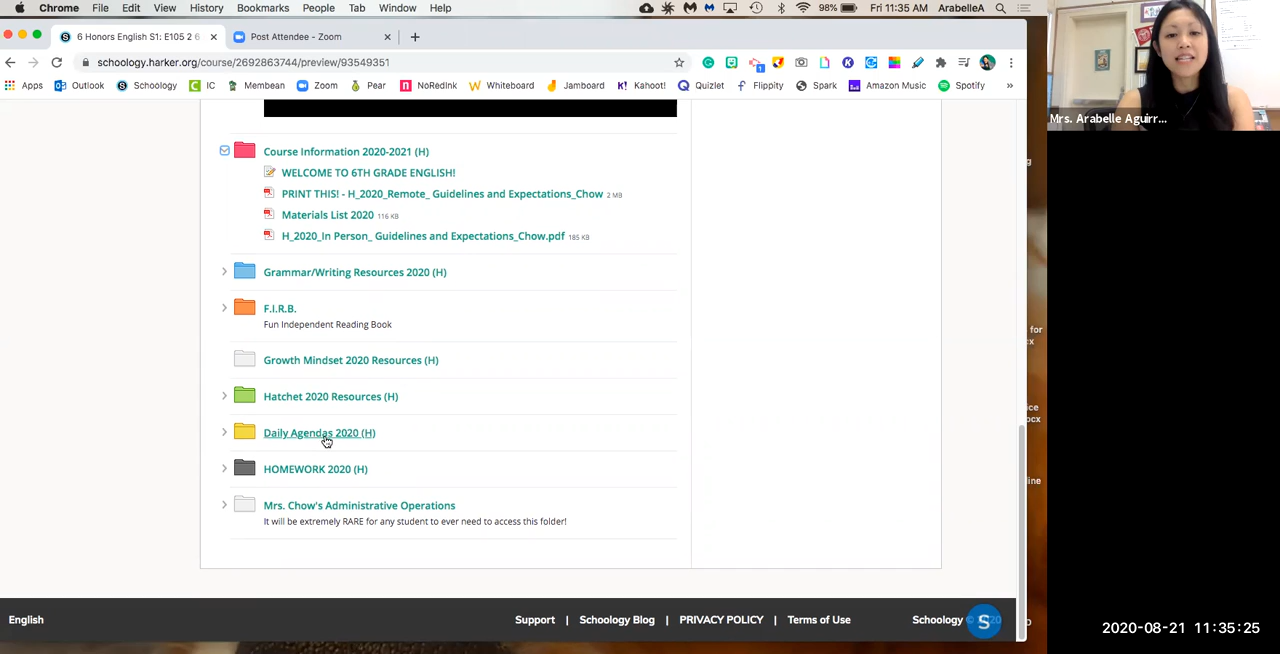 Chrome File Edit View History Bookmarks People Tab Window Help 98% Fri 11:35 AM ArabelleA
6 Honors English S1: E105 2 6 Post Attendee - Zoom
schoology.harker.org/course/2692863744/preview/93549351
Apps Outlook Schoology IC Membean Zoom Pear NoRedInk Whiteboard Jamboard Kahoot! Quizlet Flippity Spark Amazon Music Spotify »
Mrs. Arabelle Aguirr...
Course Information 2020-2021 (H)
WELCOME TO 6TH GRADE ENGLISH!
PRINT THIS! - H_2020_Remote_ Guidelines and Expectations_Chow 2 MB
Materials List 2020 116 KB
H_2020_In Person_ Guidelines and Expectations_Chow.pdf 185 KB
Grammar/Writing Resources 2020 (H)
F.I.R.B.
Fun Independent Reading Book
Growth Mindset 2020 Resources (H)
Hatchet 2020 Resources (H)
Daily Agendas 2020 (H)
HOMEWORK 2020 (H)
Mrs. Chow's Administrative Operations
It will be extremely RARE for any student to ever need to access this folder!
English Support | Schoology Blog | PRIVACY POLICY | Terms of Use Schoology
2020-08-21 11:35:25